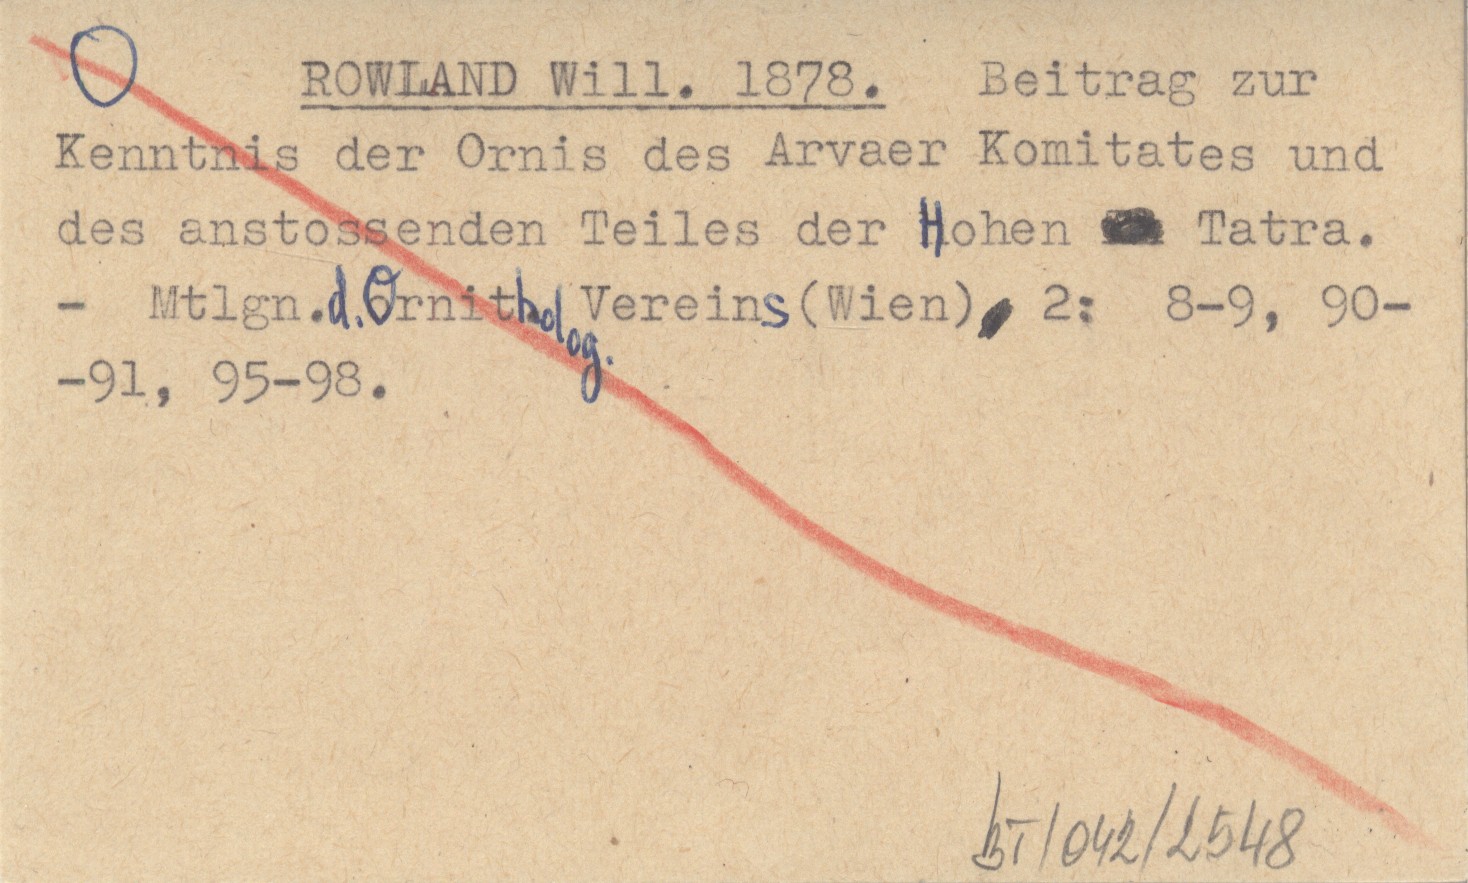 ROWLAND Will. 1878. Beitrag zur
Kenntnis der Ornis des Arvaer Komitates und
des anstossenden Teiles der Hohen Tatra.
- Mtlgn. d. Ornitholog. Vereins (Wien), 2: 8-9, 90-
-91, 95-98.
BT/042/2548